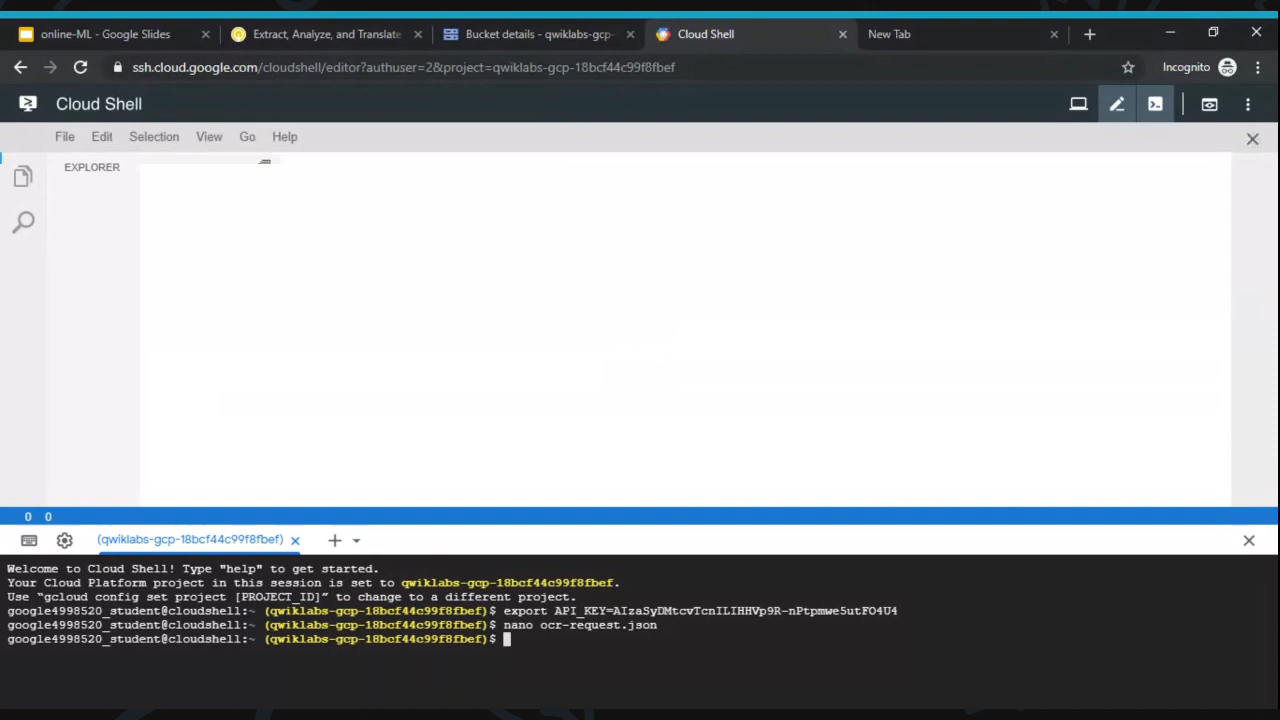 online-ML - Google Slides
Extract, Analyze, and Translate
Bucket details - qwiklabs-gcp-
Cloud Shell
New Tab
ssh.cloud.google.com/cloudshell/editor?authuser=2&project=qwiklabs-gcp-18bcf44c99f8fbef
Incognito
Cloud Shell
File Edit Selection View Go Help
EXPLORER
0 0
(qwiklabs-gcp-18bcf44c99f8fbef)
Welcome to Cloud Shell! Type "help" to get started.
Your Cloud Platform project in this session is set to qwiklabs-gcp-18bcf44c99f8fbef.
Use “gcloud config set project [PROJECT_ID]” to change to a different project.
google4998520_student@cloudshell:~ (qwiklabs-gcp-18bcf44c99f8fbef)$ export API_KEY=AIzaSyDMtcvTcnILIHHVp9R-nPtpmwe5utFO4U4
google4998520_student@cloudshell:~ (qwiklabs-gcp-18bcf44c99f8fbef)$ nano ocr-request.json
google4998520_student@cloudshell:~ (qwiklabs-gcp-18bcf44c99f8fbef)$